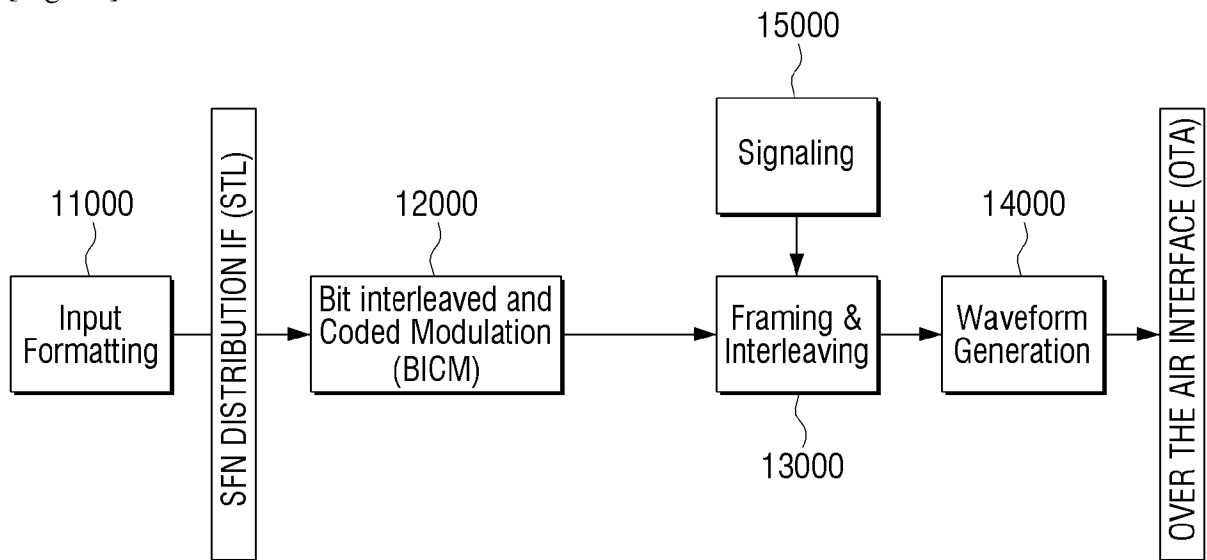 15000
Signaling
11000
Input
Formatting
SFN DISTRIBUTION IF (STL)
12000
Bit interleaved and
Coded Modulation
(BICM)
Framing &
Interleaving
13000
14000
Waveform
Generation
OVER THE AIR INTERFACE (OTA)